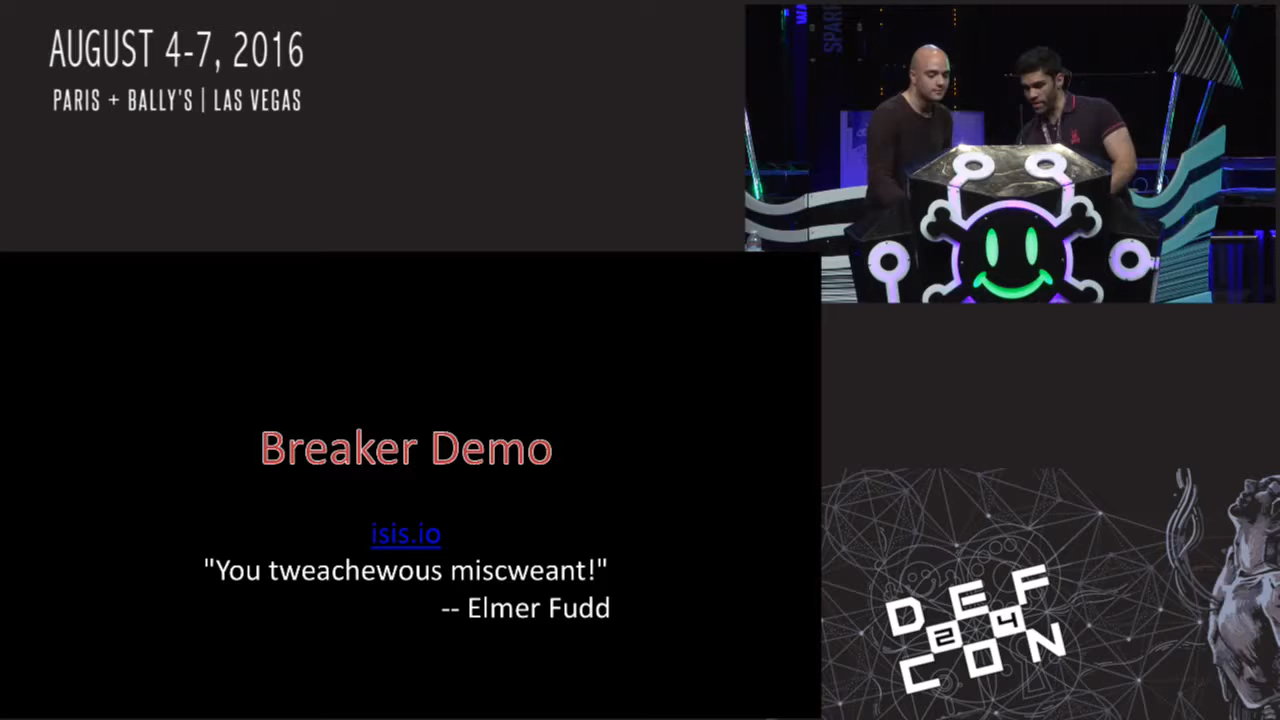 AUGUST 4-7, 2016
PARIS + BALLY'S | LAS VEGAS
Breaker Demo
isis.io
"You tweachewous miscweant!"
-- Elmer Fudd
DEF
24
CON